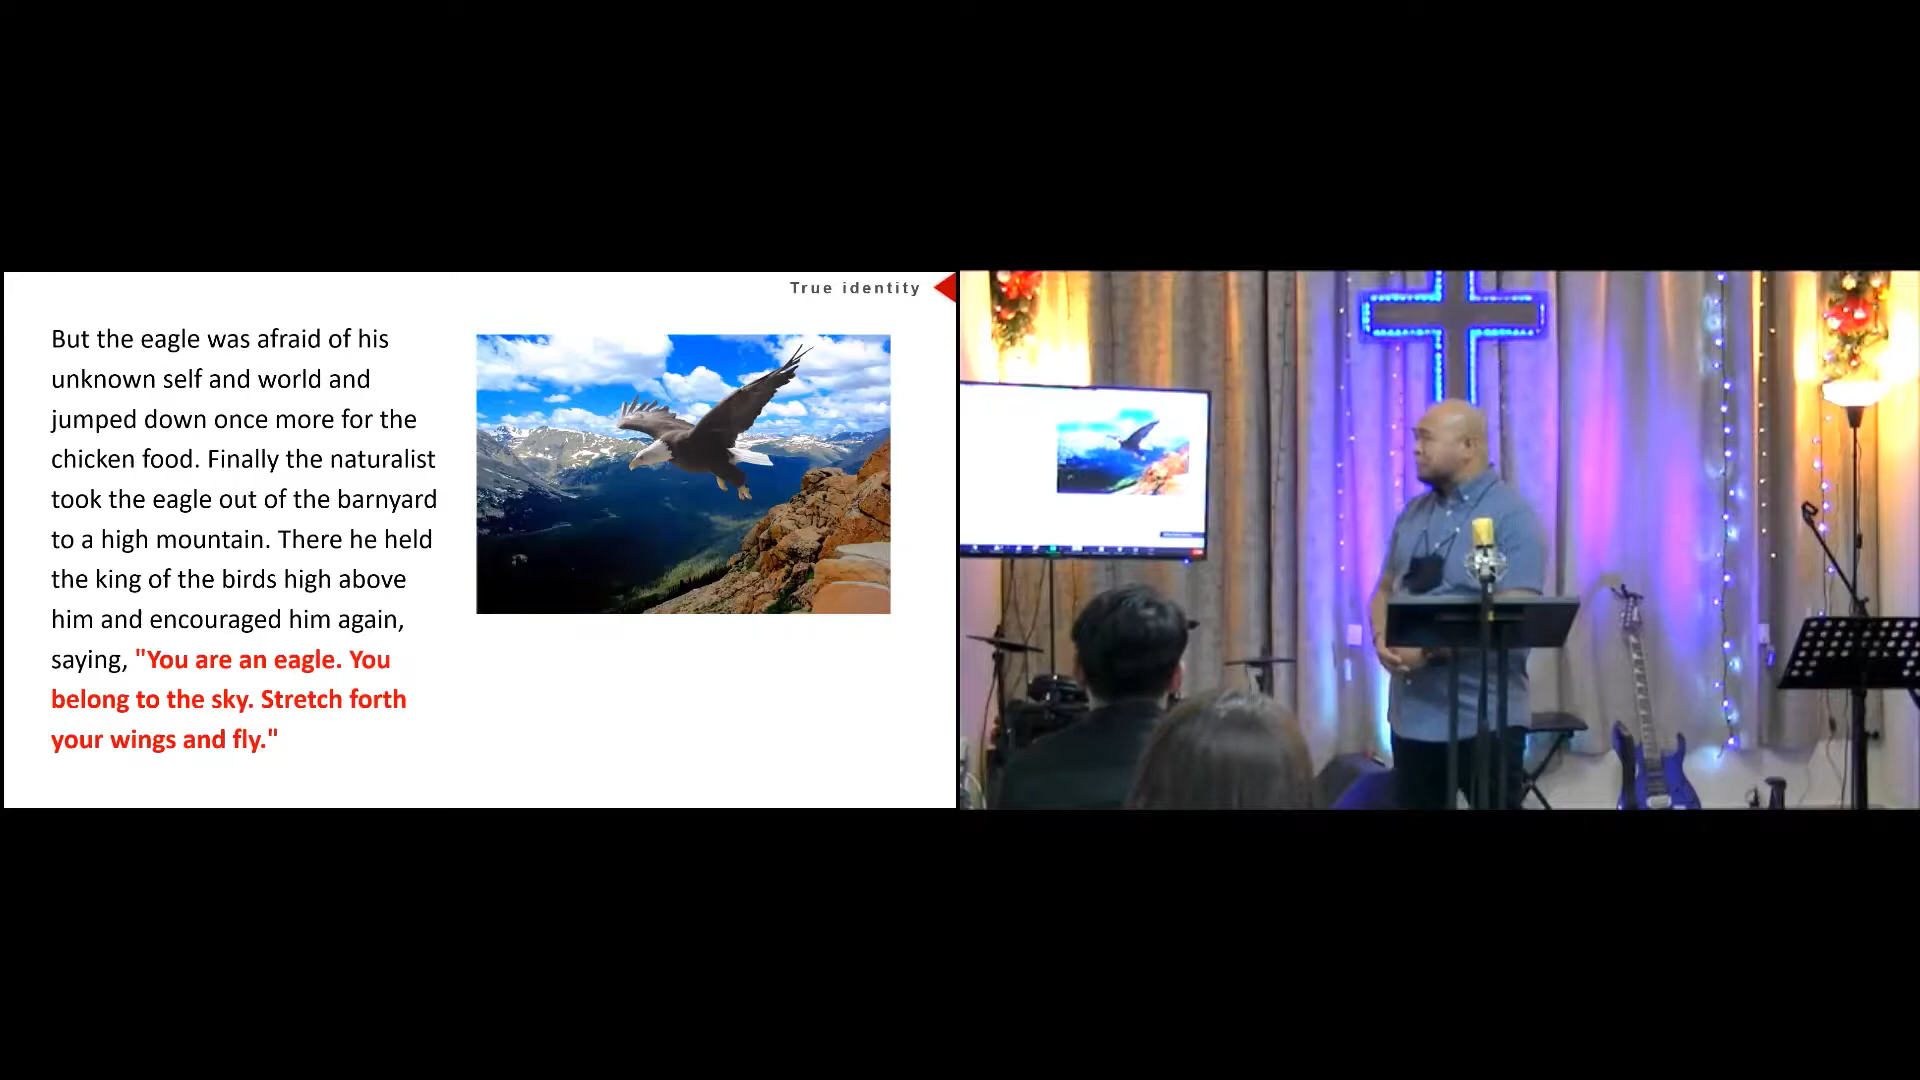 True identity
But the eagle was afraid of his
unknown self and world and
jumped down once more for the
chicken food. Finally the naturalist
took the eagle out of the barnyard
to a high mountain. There he held
the king of the birds high above
him and encouraged him again,
saying, "You are an eagle. You
belong to the sky. Stretch forth
your wings and fly."